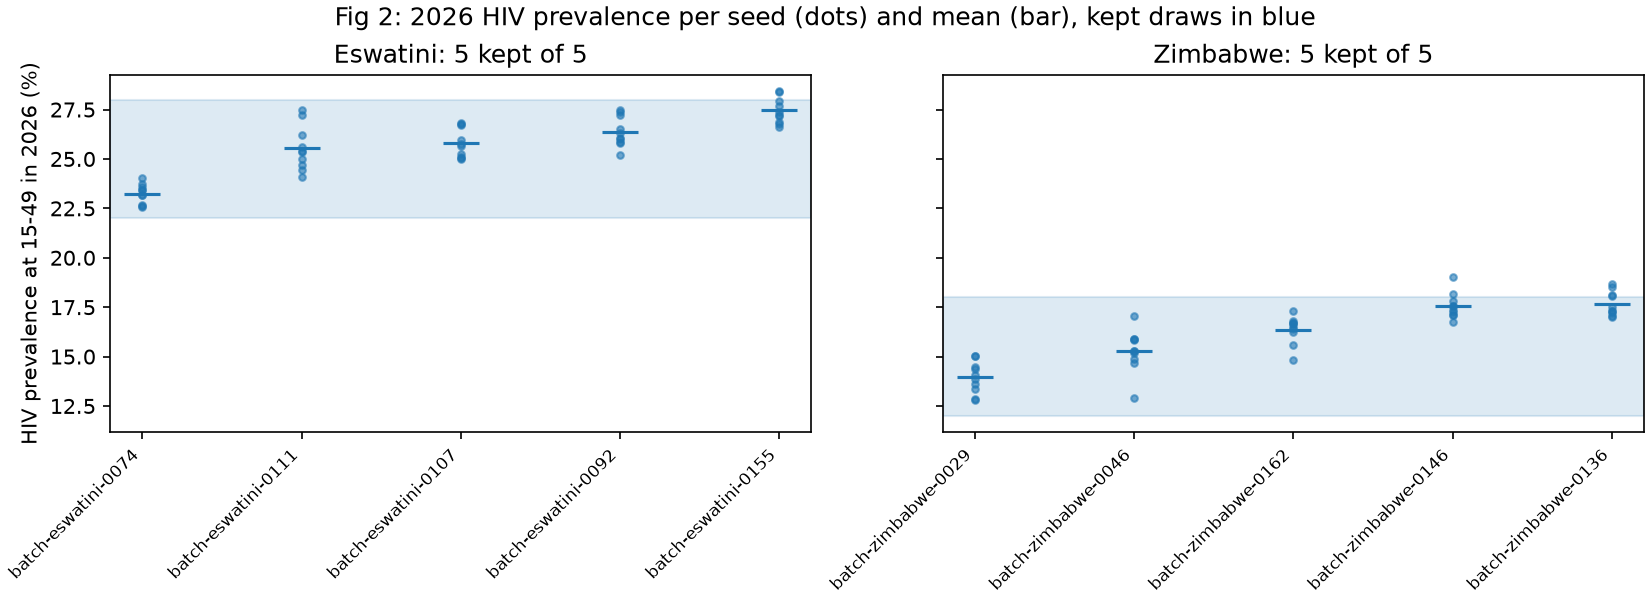 Fig 2: 2026 HIV prevalence per seed (dots) and mean (bar), kept draws in blue
Eswatini: 5 kept of 5
HIV prevalence at 15-49 in 2026 (%)
27.5
25.0
22.5
20.0
17.5
15.0
12.5
batch-eswatini-0074
batch-eswatini-0111
batch-eswatini-0107
batch-eswatini-0092
batch-eswatini-0155
Zimbabwe: 5 kept of 5
batch-zimbabwe-0029
batch-zimbabwe-0046
batch-zimbabwe-0162
batch-zimbabwe-0146
batch-zimbabwe-0136